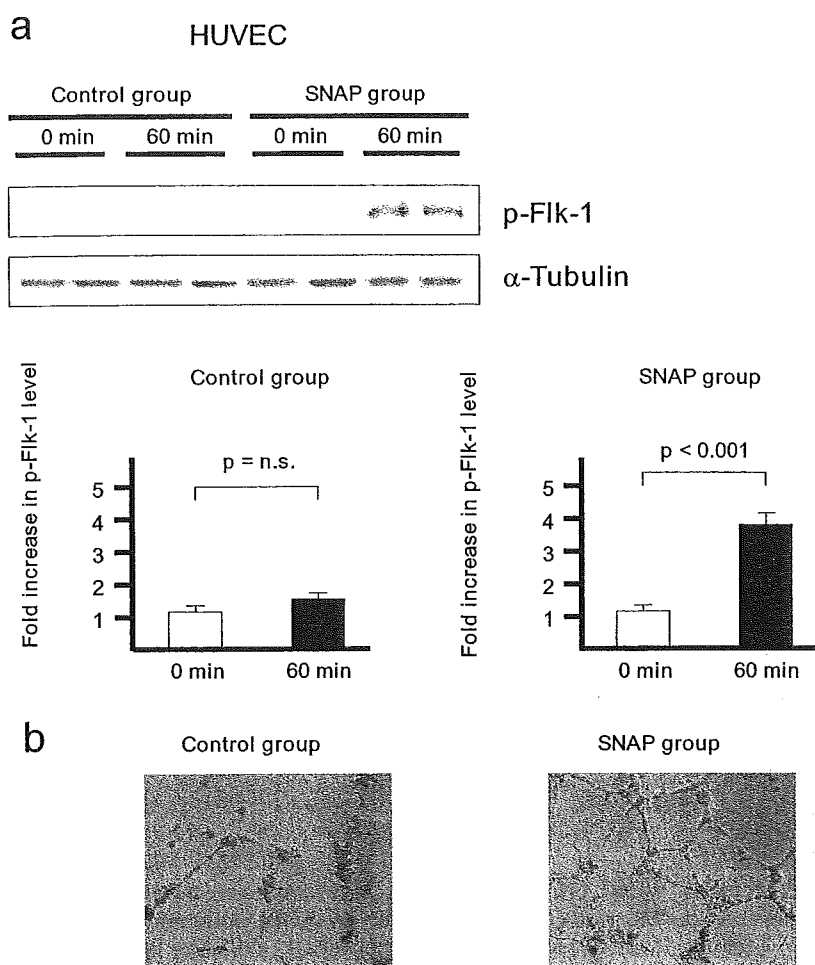 a
HUVEC
Control group SNAP group
0 min 60 min 0 min 60 min
p-Flk-1
α-Tubulin
Control group
Fold increase in p-Flk-1 level
p = n.s.
5
4
3
2
1
0 min 60 min
SNAP group
Fold increase in p-Flk-1 level
p < 0.001
5
4
3
2
1
0 min 60 min
b
Control group SNAP group